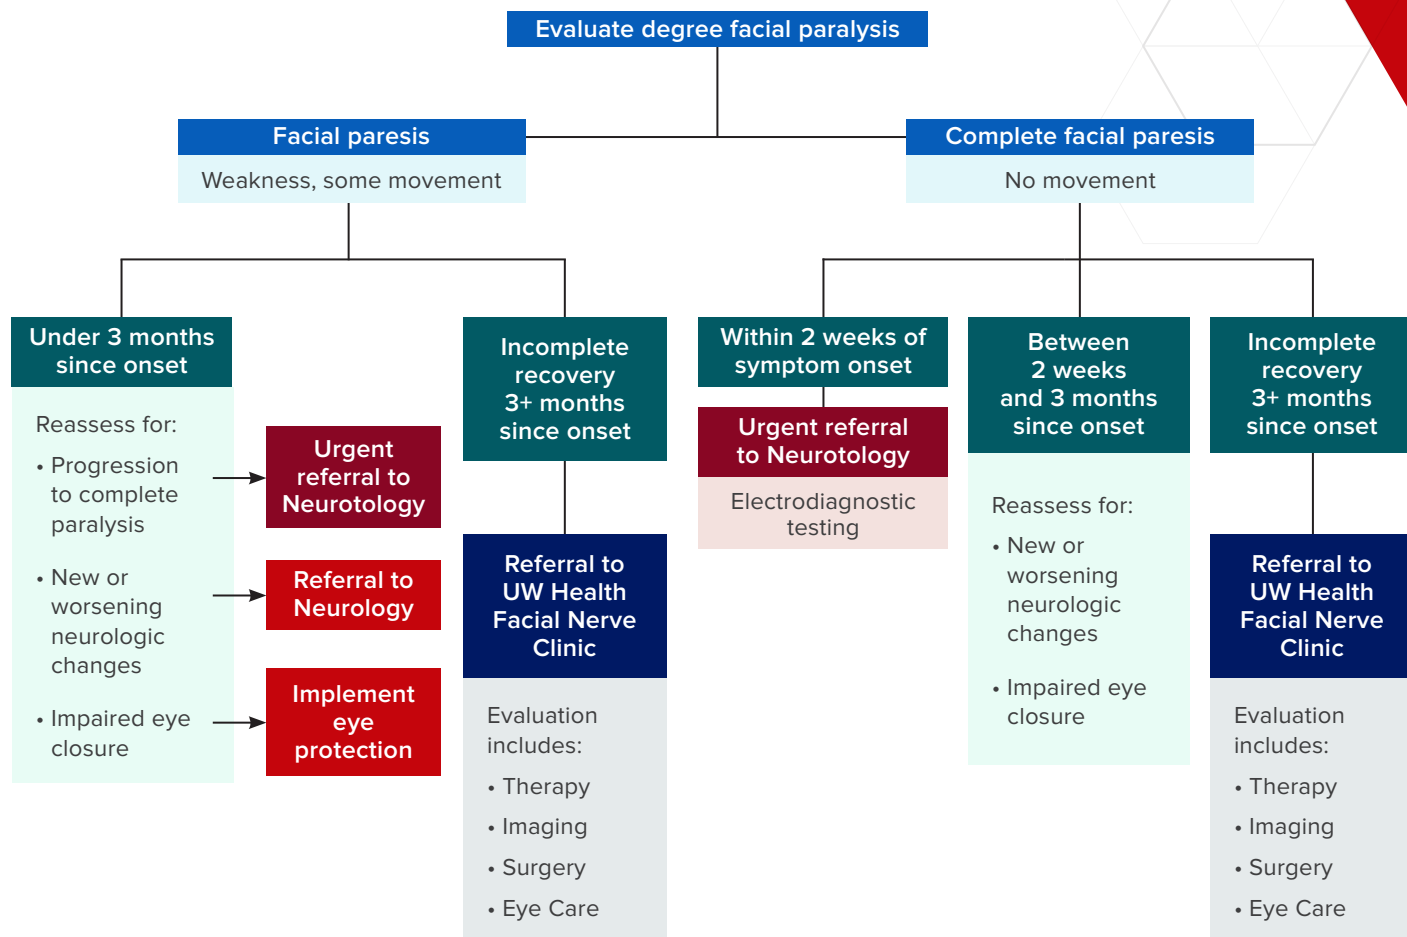 Evaluate degree facial paralysis
Facial paresis
Weakness, some movement
Complete facial paresis
No movement
Under 3 months
since onset
Reassess for:
• Progression
to complete
paralysis
• New or
worsening
neurologic
changes
• Impaired eye
closure
Urgent
referral to
Neurotology
Referral to
Neurology
Implement
eye
protection
Incomplete
recovery
3+ months
since onset
Referral to
UW Health
Facial Nerve
Clinic
Evaluation
includes:
• Therapy
• Imaging
• Surgery
• Eye Care
Within 2 weeks of
symptom onset
Urgent referral
to Neurotology
Electrodiagnostic
testing
Between
2 weeks
and 3 months
since onset
Reassess for:
• New or
worsening
neurologic
changes
• Impaired eye
closure
Incomplete
recovery
3+ months
since onset
Referral to
UW Health
Facial Nerve
Clinic
Evaluation
includes:
• Therapy
• Imaging
• Surgery
• Eye Care